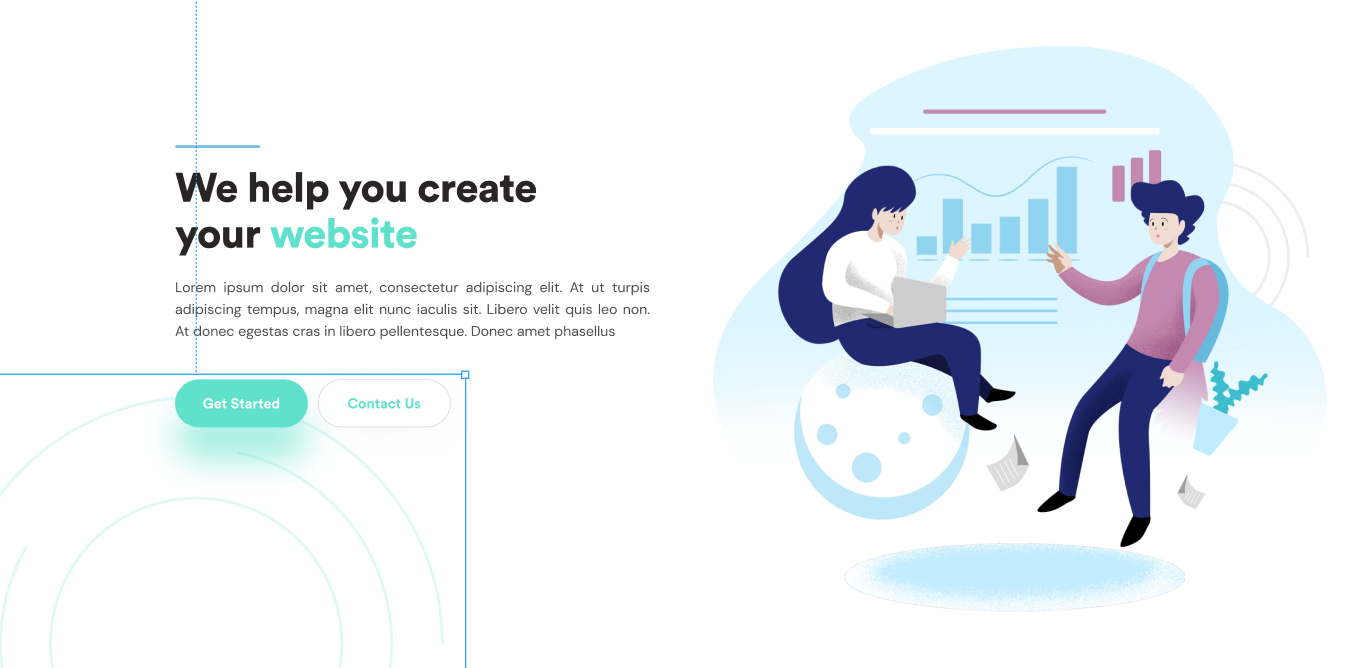 We help you create
your website
Lorem ipsum dolor sit amet, consectetur adipiscing elit. At ut turpis
adipiscing tempus, magna elit nunc iaculis sit. Libero velit quis leo non.
At donec egestas cras in libero pellentesque. Donec amet phasellus
Get Started
Contact Us